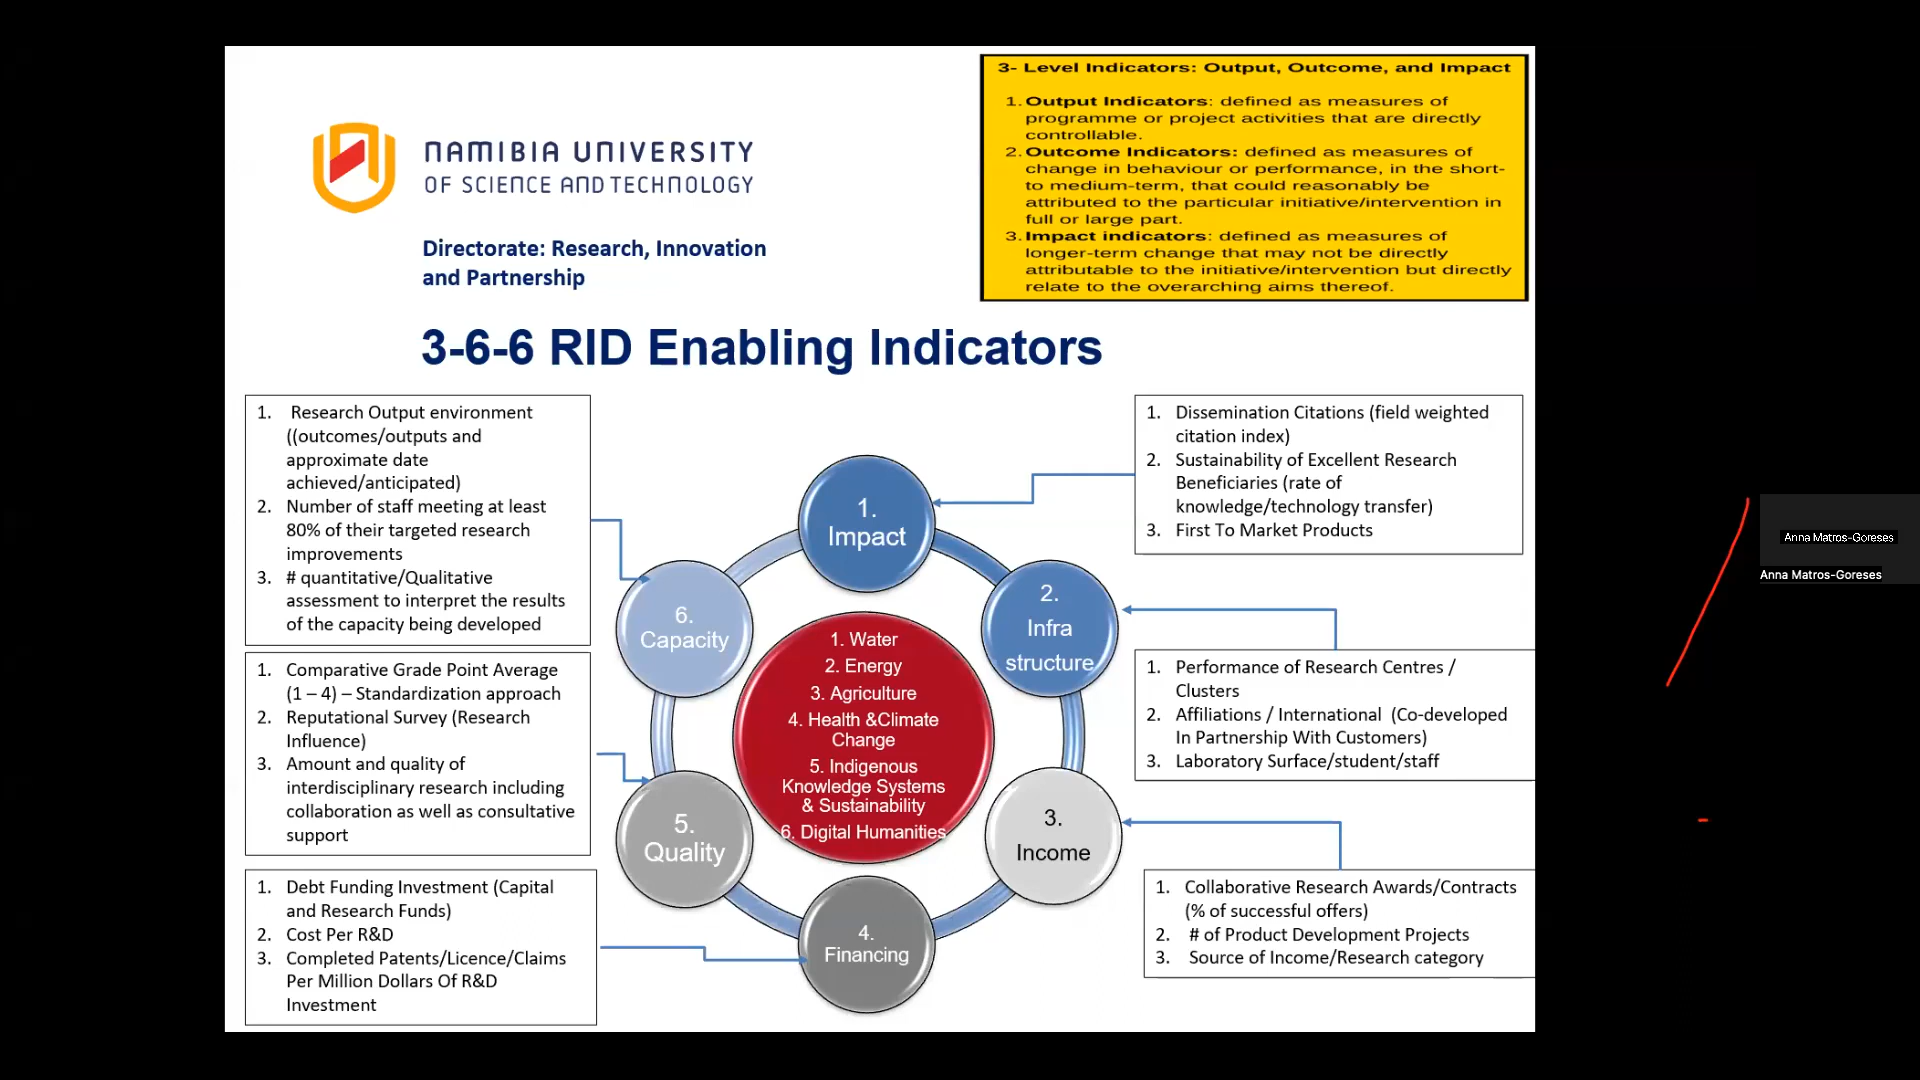 NAMIBIA UNIVERSITY
OF SCIENCE AND TECHNOLOGY
Directorate: Research, Innovation
and Partnership
3- Level Indicators: Output, Outcome, and Impact
1. Output Indicators: defined as measures of
programme or project activities that are directly
controllable.
2. Outcome Indicators: defined as measures of
change in behaviour or performance, in the short-
to medium-term, that could reasonably be
attributed to the particular initiative/intervention in
full or large part.
3. Impact indicators: defined as measures of
longer-term change that may not be directly
attributable to the initiative/intervention but directly
relate to the overarching aims thereof.
3-6-6 RID Enabling Indicators
1. Research Output environment
((outcomes/outputs and
approximate date
achieved/anticipated)
2. Number of staff meeting at least
80% of their targeted research
improvements
3. # quantitative/Qualitative
assessment to interpret the results
of the capacity being developed
1. Comparative Grade Point Average
(1 – 4) – Standardization approach
2. Reputational Survey (Research
Influence)
3. Amount and quality of
interdisciplinary research including
collaboration as well as consultative
support
1. Debt Funding Investment (Capital
and Research Funds)
2. Cost Per R&D
3. Completed Patents/Licence/Claims
Per Million Dollars Of R&D
Investment
1.
Impact
2.
Infra
structure
3.
Income
4.
Financing
5.
Quality
6.
Capacity
1. Water
2. Energy
3. Agriculture
4. Health &Climate
Change
5. Indigenous
Knowledge Systems
& Sustainability
6. Digital Humanities
1. Dissemination Citations (field weighted
citation index)
2. Sustainability of Excellent Research
Beneficiaries (rate of
knowledge/technology transfer)
3. First To Market Products
1. Performance of Research Centres /
Clusters
2. Affiliations / International (Co-developed
In Partnership With Customers)
3. Laboratory Surface/student/staff
1. Collaborative Research Awards/Contracts
(% of successful offers)
2. # of Product Development Projects
3. Source of Income/Research category
Anna Matros-Goreses
Anna Matros-Goreses